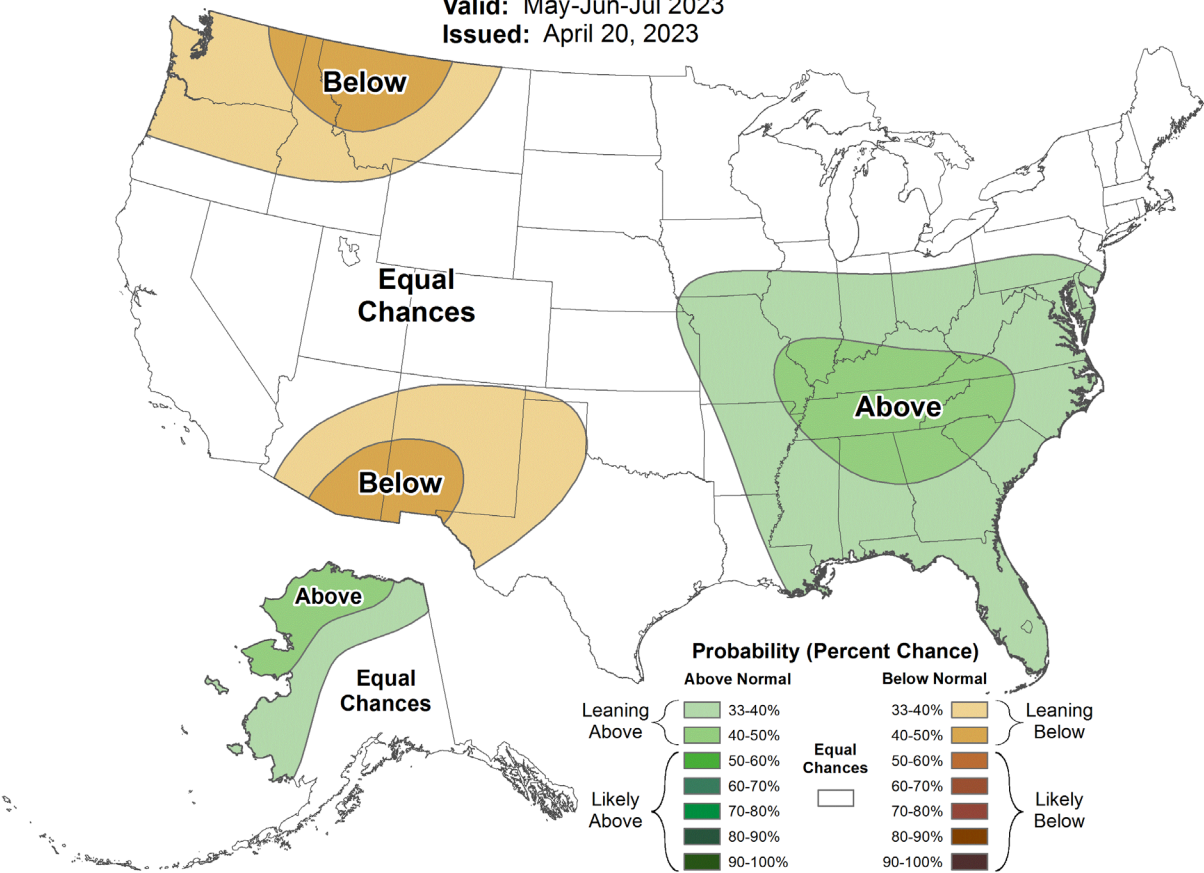 Valid: May-Jun-Jul 2023
Issued: April 20, 2023
Below
Equal
Chances
Above
Below
Above
Equal
Chances
Probability (Percent Chance)
Above Normal
Below Normal
Leaning
Above
33-40%
40-50%
50-60%
60-70%
70-80%
80-90%
90-100%
Likely
Above
Equal
Chances
33-40%
40-50%
50-60%
60-70%
70-80%
80-90%
90-100%
Leaning
Below
Likely
Below